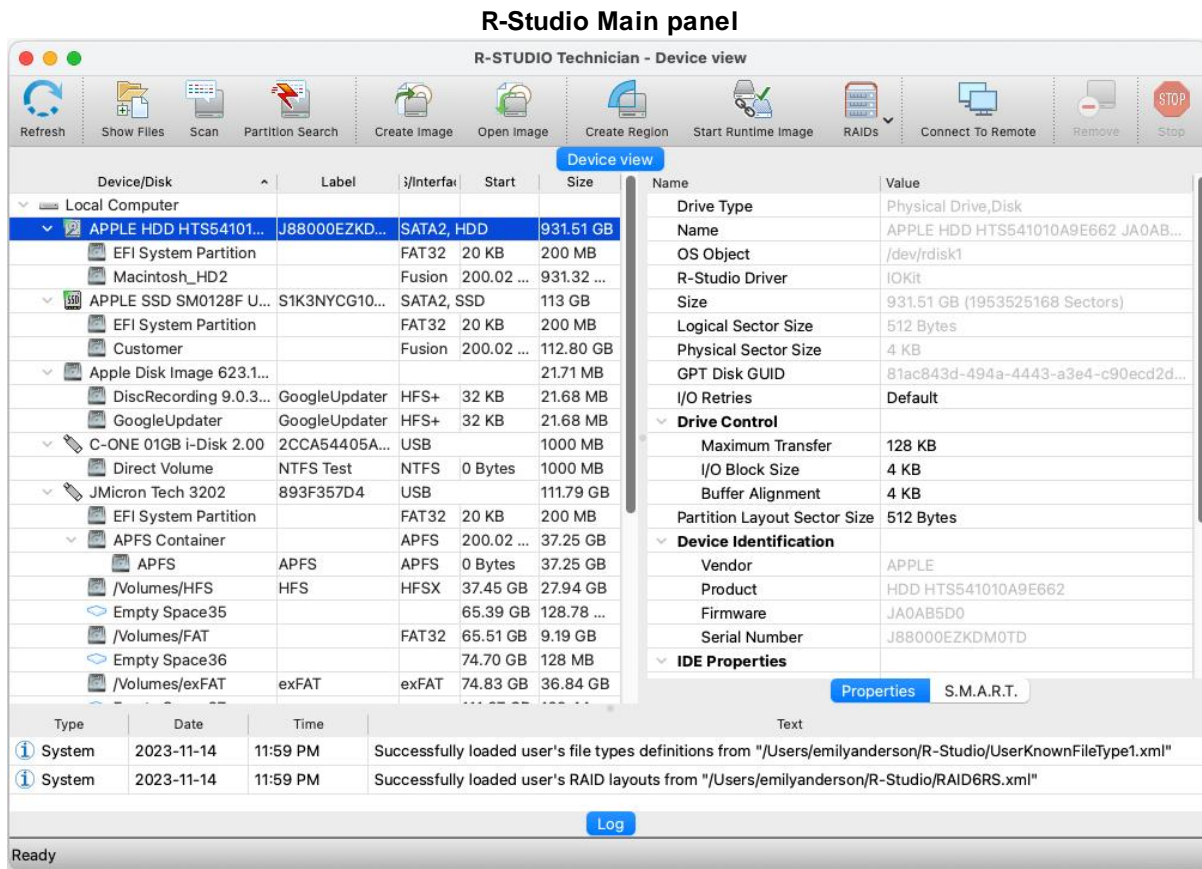 R-Studio Main panel
R-STUDIO Technician - Device view
Refresh Show Files Scan Partition Search Create Image Open Image Create Region Start Runtime Image RAIDs Connect To Remote Remove STOP Stop
Device view
Device/Disk Label Start Size
Name Value
Local Computer
APPLE HDD HTS54101... J88000EZKD... SATA2, HDD 931.51 GB
EFI System Partition FAT32 20 KB 200 MB
Macintosh_HD2 Fusion 200.02 ... 931.32 ...
APPLE SSD SM0128F U... S1K3NYCG10... SATA2, SSD 113 GB
EFI System Partition FAT32 20 KB 200 MB
Customer Fusion 200.02 ... 112.80 GB
Apple Disk Image 623.1... 21.71 MB
DiscRecording 9.0.3... GoogleUpdater HFS+ 32 KB 21.68 MB
GoogleUpdater GoogleUpdater HFS+ 32 KB 21.68 MB
C-ONE 01GB i-Disk 2.00 2CCA54405A... USB 1000 MB
Direct Volume NTFS Test NTFS 0 Bytes 1000 MB
JMicron Tech 3202 893F357D4 USB 111.79 GB
EFI System Partition FAT32 20 KB 200 MB
APFS Container APFS 200.02 ... 37.25 GB
APFS APFS APFS 0 Bytes 37.25 GB
/Volumes/HFS HFS HFSX 37.45 GB 27.94 GB
Empty Space35 65.39 GB 128.78 ...
/Volumes/FAT FAT32 65.51 GB 9.19 GB
Empty Space36 74.70 GB 128 MB
/Volumes/exFAT exFAT exFAT 74.83 GB 36.84 GB
Drive Type Physical Drive,Disk
Name APPLE HDD HTS541010A9E662 JA0AB...
OS Object /dev/rdisk1
R-Studio Driver IOKit
Size 931.51 GB (1953525168 Sectors)
Logical Sector Size 512 Bytes
Physical Sector Size 4 KB
GPT Disk GUID 81ac843d-494a-4443-a3e4-c90ecd2d...
I/O Retries Default
Drive Control
Maximum Transfer 128 KB
I/O Block Size 4 KB
Buffer Alignment 4 KB
Partition Layout Sector Size 512 Bytes
Device Identification
Vendor APPLE
Product HDD HTS541010A9E662
Firmware JA0AB5D0
Serial Number J88000EZKDM0TD
IDE Properties
Properties S.M.A.R.T.
Type Date Time Text
System 2023-11-14 11:59 PM Successfully loaded user's file types definitions from "/Users/emilyanderson/R-Studio/UserKnownFileType1.xml"
System 2023-11-14 11:59 PM Successfully loaded user's RAID layouts from "/Users/emilyanderson/R-Studio/RAID6RS.xml"
Log
Ready